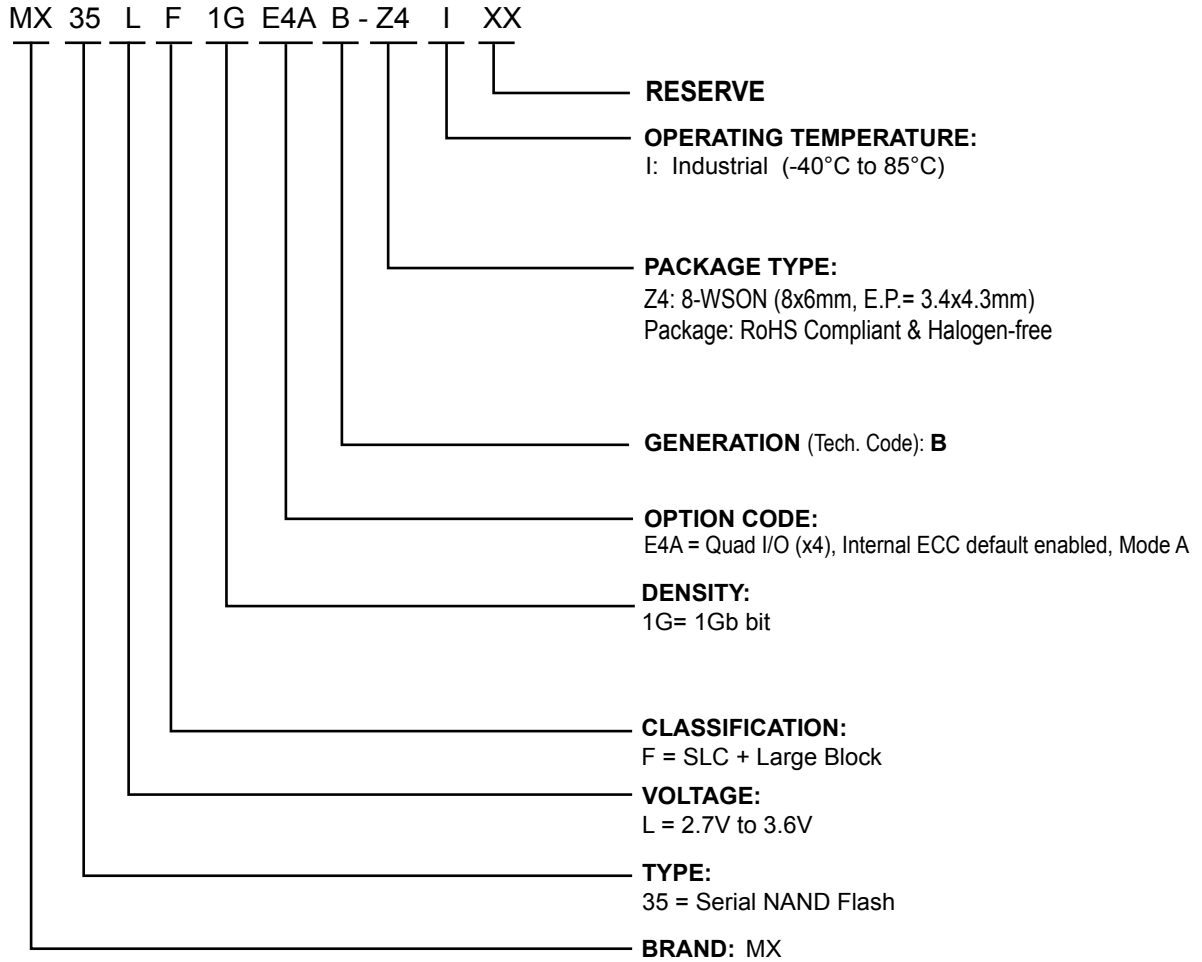 MX 35 L F 1G E4A B - Z4 I XX
RESERVE
OPERATING TEMPERATURE:
I: Industrial (-40°C to 85°C)
PACKAGE TYPE:
Z4: 8-WSON (8x6mm, E.P.= 3.4x4.3mm)
Package: RoHS Compliant & Halogen-free
GENERATION (Tech. Code): B
OPTION CODE:
E4A = Quad I/O (x4), Internal ECC default enabled, Mode A
DENSITY:
1G= 1Gb bit
CLASSIFICATION:
F = SLC + Large Block
VOLTAGE:
L = 2.7V to 3.6V
TYPE:
35 = Serial NAND Flash
BRAND: MX